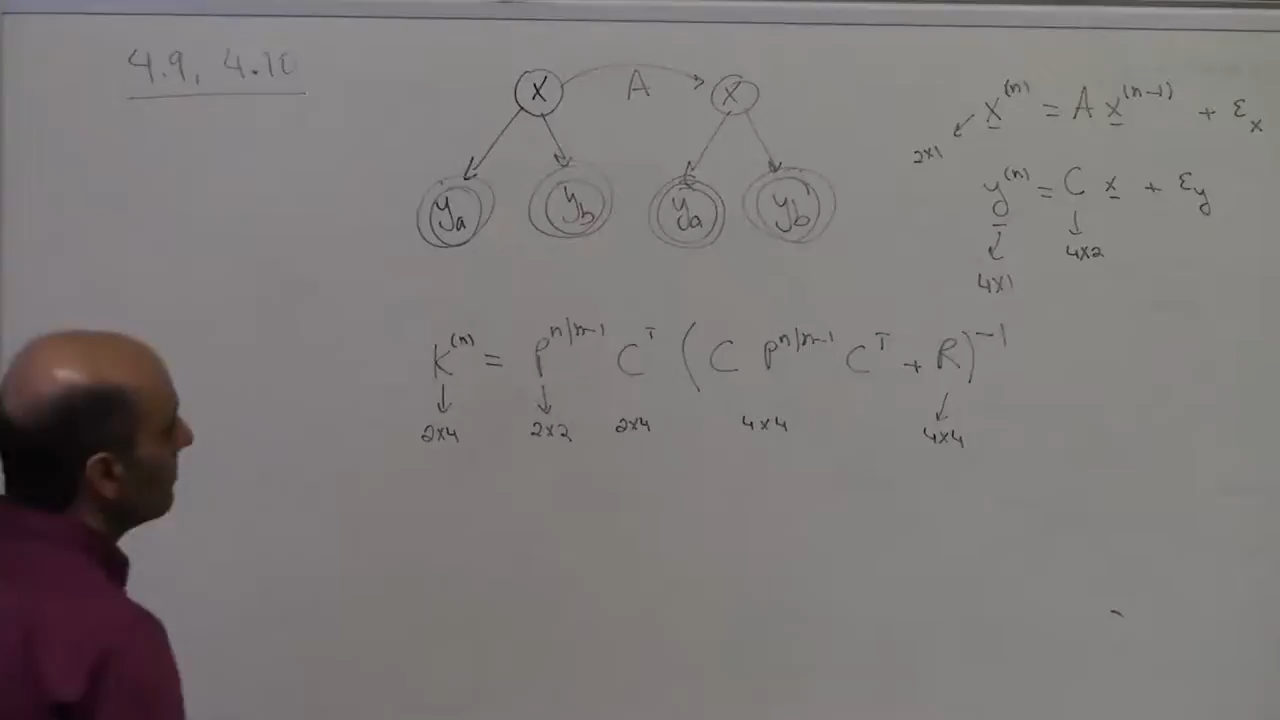 4.9, 4.10
x A x
y_a y_b y_a y_b
x^(n) = A x^(n-1) + ε_x
2x1
y^(n) = C x + ε_y
4x2
4x1
K^(n) = P^n/n-1 C^T (C P^n/n-1 C^T + R)^-1
2x4 2x2 2x4 4x4 4x4